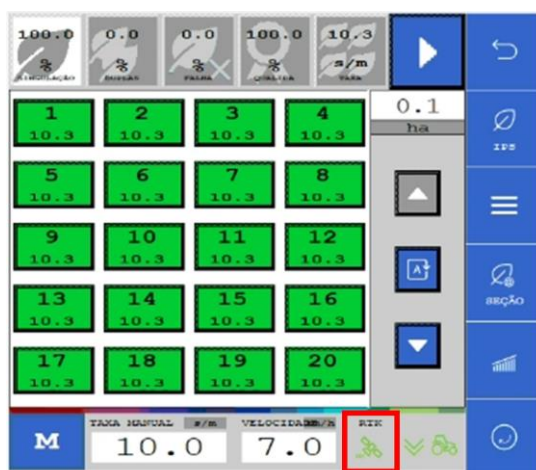 100.0 0.0 0.0 100.0 10.3
% % % % s/m
SINGULAÇÃO DUPLAS FALHA QUALIDA TAXA
0.1
ha
IPS
1 2 3 4
10.3 10.3 10.3 10.3
5 6 7 8
10.3 10.3 10.3 10.3
9 10 11 12
10.3 10.3 10.3 10.3
A
SEÇÃO
13 14 15 16
10.3 10.3 10.3 10.3
17 18 19 20
10.3 10.3 10.3 10.3
TAXA MANUAL s/m VELOCIDADE RTK
M 10.0 7.0